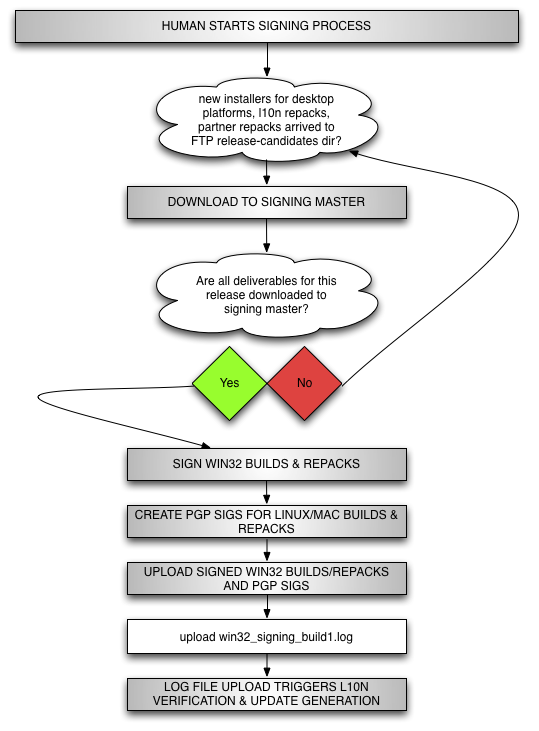 HUMAN STARTS SIGNING PROCESS
new installers for desktop
platforms, l10n repacks,
partner repacks arrived to
FTP release-candidates dir?
DOWNLOAD TO SIGNING MASTER
Are all deliverables for this
release downloaded to
signing master?
Yes
No
SIGN WIN32 BUILDS & REPACKS
CREATE PGP SIGS FOR LINUX/MAC BUILDS &
REPACKS
UPLOAD SIGNED WIN32 BUILDS/REPACKS
AND PGP SIGS
upload win32_signing_build1.log
LOG FILE UPLOAD TRIGGERS L10N
VERIFICATION & UPDATE GENERATION